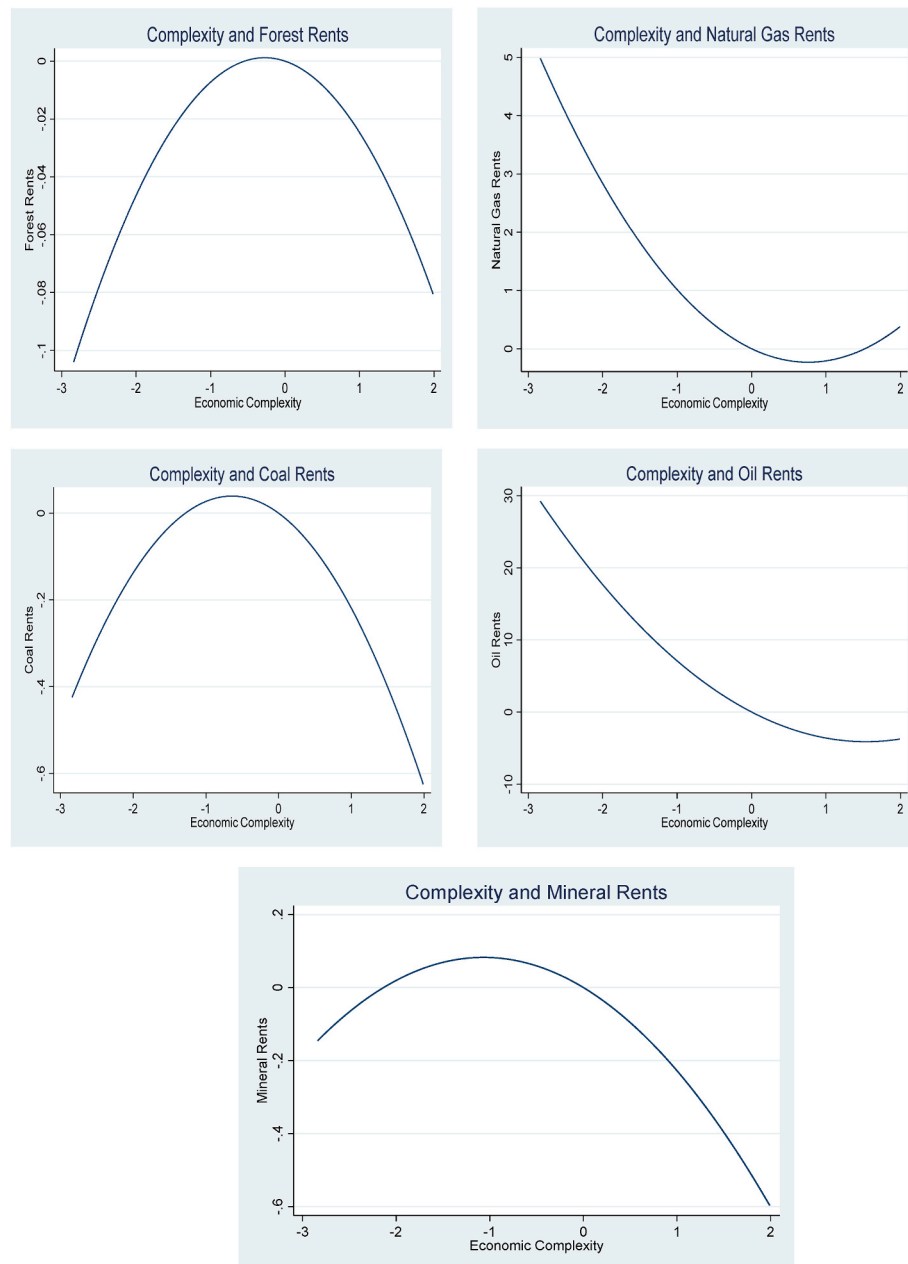 Complexity and Forest Rents
0
-.02
-.04
-.06
-.08
-.1
Forest Rents
-3 -2 -1 0 1 2
Economic Complexity
Complexity and Natural Gas Rents
5
4
3
2
1
0
Natural Gas Rents
-3 -2 -1 0 1 2
Economic Complexity
Complexity and Coal Rents
0
-.2
-.4
-.6
Coal Rents
-3 -2 -1 0 1 2
Economic Complexity
Complexity and Oil Rents
30
20
10
0
-10
Oil Rents
-3 -2 -1 0 1 2
Economic Complexity
Complexity and Mineral Rents
.2
0
-.2
-.4
-.6
Mineral Rents
-3 -2 -1 0 1 2
Economic Complexity